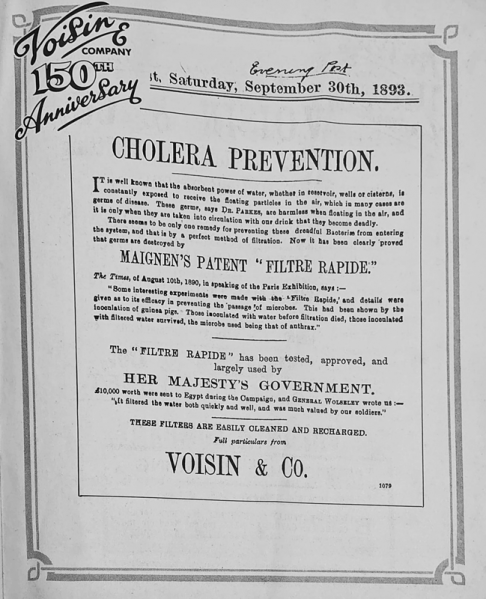 Voisin &
COMPANY
150TH
Anniversary
Evening Post
st, Saturday, September 30th, 1893.
CHOLERA PREVENTION.
IT is well known that the absorbent power of water, whether in reservoir, wells or cisterns, is
constantly exposed to receive the floating particles in the air, which in many cases are
germs of disease. These germs, says DR. PARKES, are harmless when floating in the air, and
it is only when they are taken into circulation with our drink that they become deadly.
There seems to be only one remedy for preventing these dreadful Bacteries from entering
the system, and that is by a perfect method of filtration. Now it has been clearly proved
that germs are destroyed by
MAIGNEN'S PATENT "FILTRE RAPIDE."
The Times, of August 10th, 1890, in speaking of the Paris Exhibition, says :—
"Some interesting experiments were made with the 'Filtre Rapide,' and details were
given as to its efficacy in preventing the passage of microbes. This had been shown by the
inoculation of guinea pigs. Those inoculated with water before filtration died, those inoculated
with filtered water survived, the microbe used being that of anthrax."
The "FILTRE RAPIDE" has been tested, approved, and
largely used by
HER MAJESTY'S GOVERNMENT.
£10,000 worth were sent to Egypt during the Campaign, and GENERAL WOLSELEY wrote us :—
"It filtered the water both quickly and well, and was much valued by our soldiers."
THESE FILTERS ARE EASILY CLEANED AND RECHARGED.
Full particulars from
VOISIN & CO.
1079